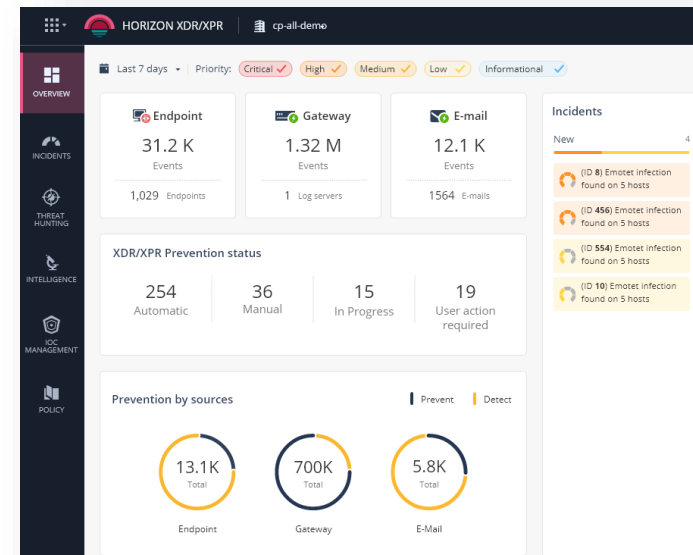 HORIZON XDR/XPR
cp-all-demo
OVERVIEW
INCIDENTS
THREAT
HUNTING
INTELLIGENCE
IOC
MANAGEMENT
POLICY
Last 7 days
Priority:
Critical
High
Medium
Low
Informational
Endpoint
31.2 K
Events
1,029 Endpoints
Gateway
1.32 M
Events
1 Log servers
E-mail
12.1 K
Events
1564 E-mails
XDR/XPR Prevention status
254
Automatic
36
Manual
15
In Progress
19
User action
required
Prevention by sources
Prevent
Detect
13.1K
Total
Endpoint
700K
Total
Gateway
5.8K
Total
E-Mail
Incidents
New 4
(ID 8) Emotet infection
found on 5 hosts
(ID 456) Emotet infection
found on 5 hosts
(ID 554) Emotet infection
found on 5 hosts
(ID 10) Emotet infection
found on 5 hosts